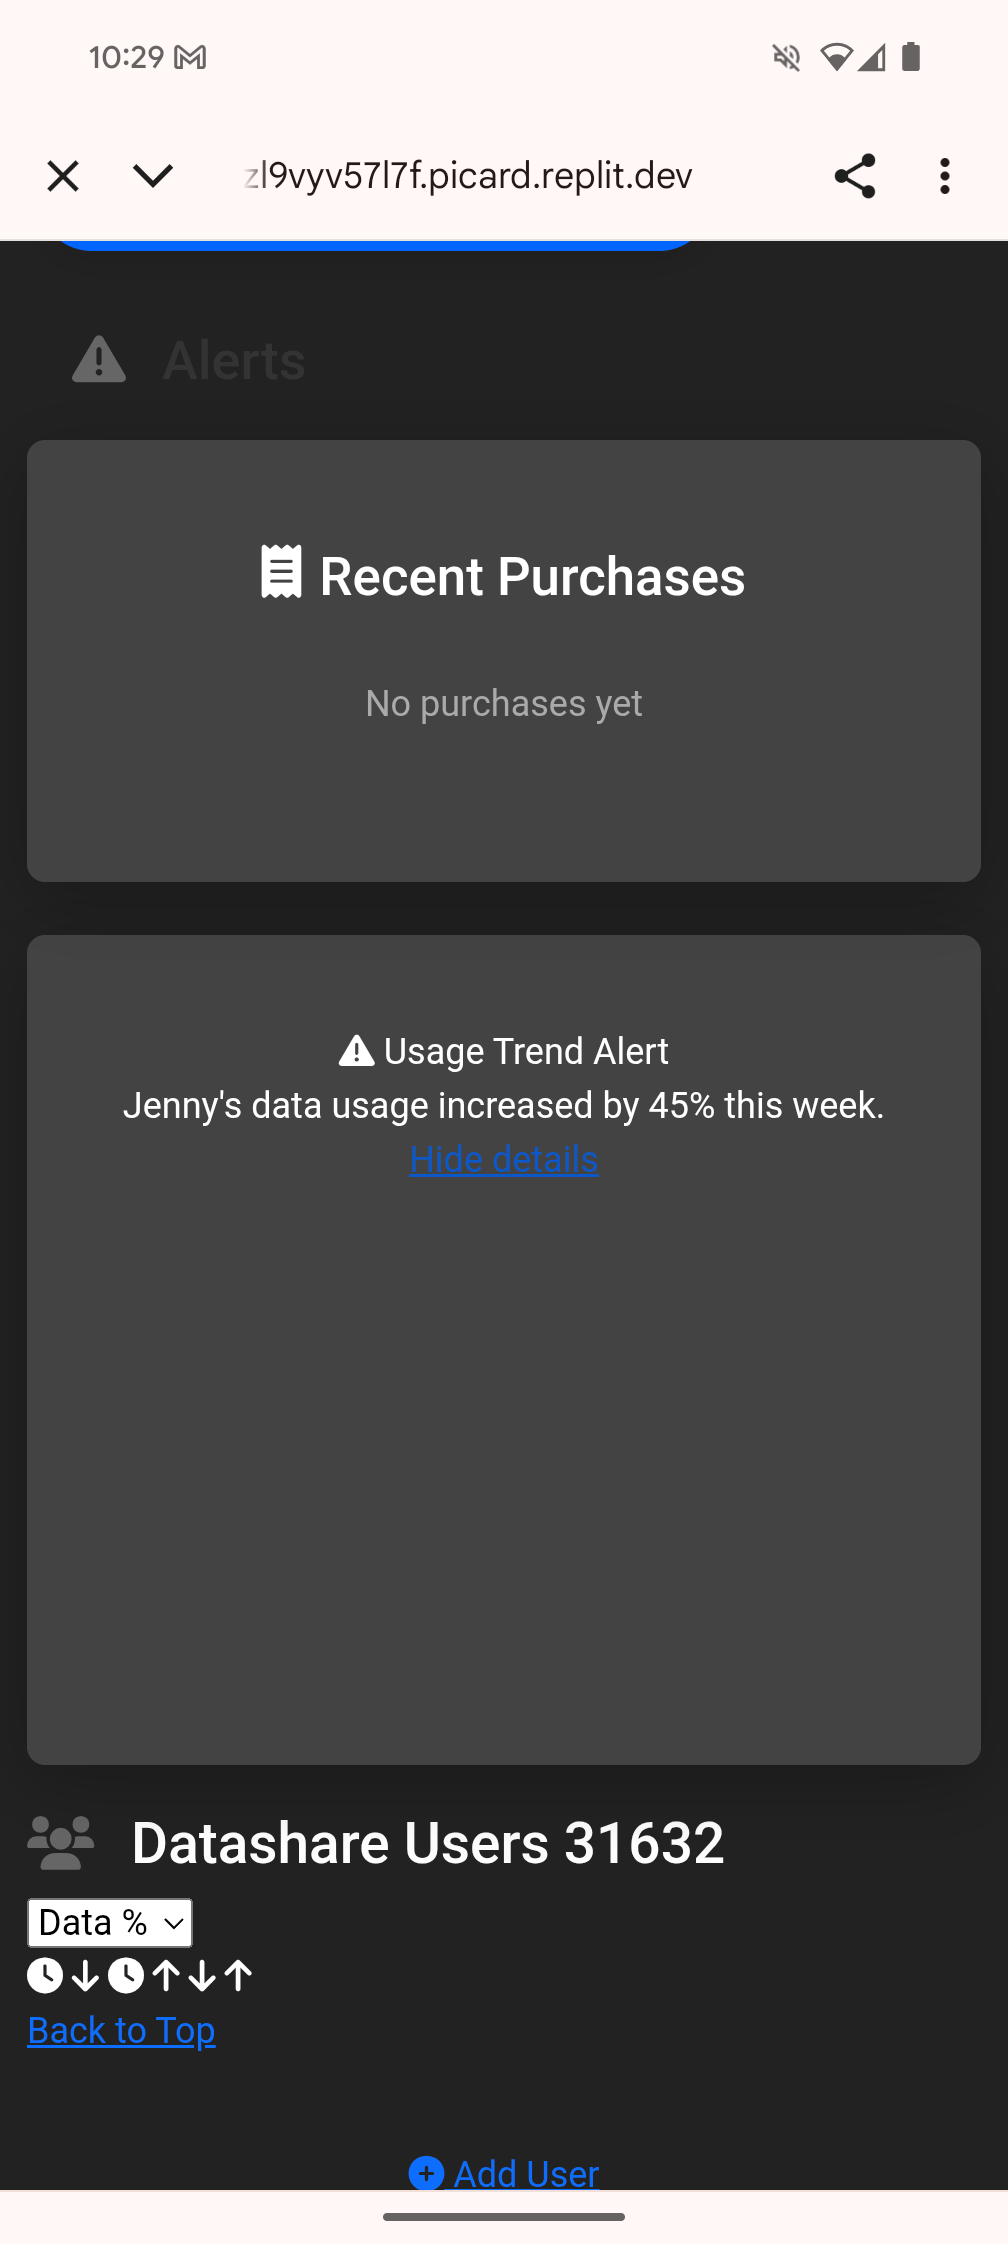 10:29
zl9vyv57l7f.picard.replit.dev
Alerts
Recent Purchases
No purchases yet
Usage Trend Alert
Jenny's data usage increased by 45% this week.
Hide details
Datashare Users 31632
Data %
Back to Top
Add User